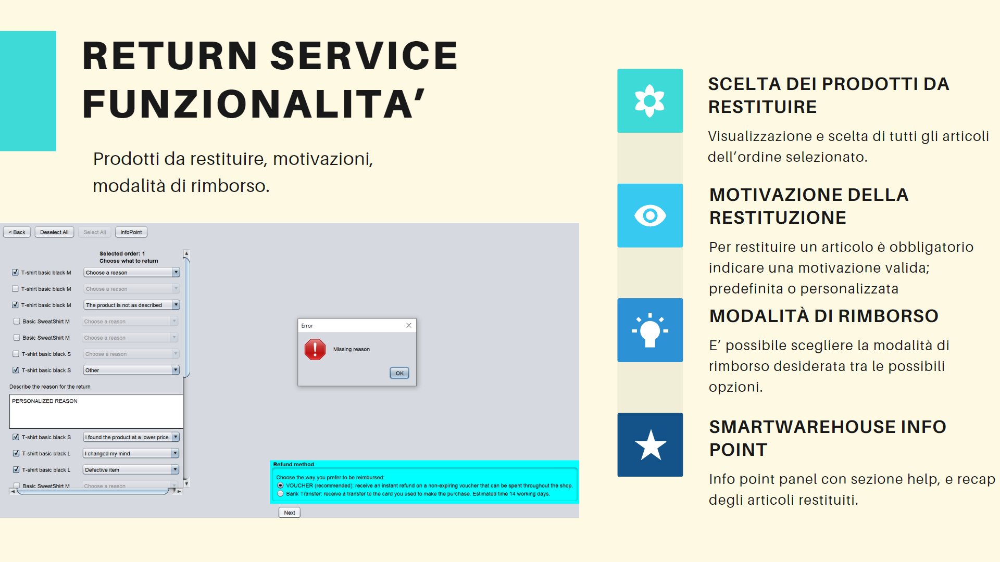 RETURN SERVICE
FUNZIONALITA’
Prodotti da restituire, motivazioni,
modalità di rimborso.
< Back
Deselect All
Select All
InfoPoint
Selected order: 1
Choose what to return
T-shirt basic black M
Choose a reason
T-shirt basic black M
Choose a reason
T-shirt basic black M
The product is not as described
Basic SweatShirt M
Choose a reason
Basic SweatShirt M
Choose a reason
T-shirt basic black S
Choose a reason
T-shirt basic black S
Other
Describe the reason for the return
PERSONALIZED REASON
T-shirt basic black S
I found the product at a lower price
T-shirt basic black L
I changed my mind
T-shirt basic black L
Defective item
Basic SweatShirt M
Choose a reason
Error
Missing reason
OK
Refund method
Choose the way you prefer to be reimbursed:
VOUCHER (recommended): receive an instant refund on a non-expiring voucher that can be spent throughout the shop.
Bank Transfer: receive a transfer to the card you used to make the purchase. Estimated time 14 working days.
Next
SCELTA DEI PRODOTTI DA
RESTITUIRE
Visualizzazione e scelta di tutti gli articoli
dell’ordine selezionato.
MOTIVAZIONE DELLA
RESTITUZIONE
Per restituire un articolo è obbligatorio
indicare una motivazione valida;
predefinita o personalizzata
MODALITÀ DI RIMBORSO
E’ possibile scegliere la modalità di
rimborso desiderata tra le possibili
opzioni.
SMARTWAREHOUSE INFO
POINT
Info point panel con sezione help, e recap
degli articoli restituiti.